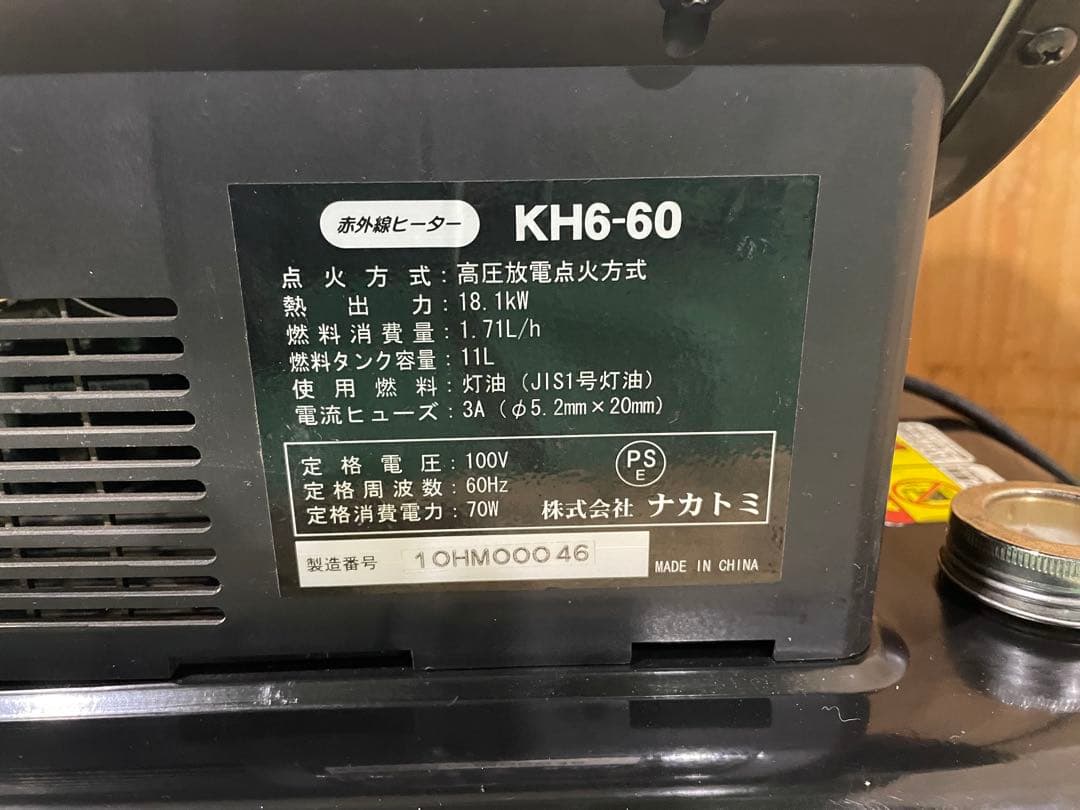 赤外線ヒーター KH6-60
点火方式：高圧放電点火方式
熱出力：18.1kW
燃料消費量：1.71L/h
燃料タンク容量：11L
使用燃料：灯油（JIS1号灯油）
電流ヒューズ：3A（φ5.2mm×20mm）
定格電圧：100V
定格周波数：60Hz
定格消費電力：70W
PS
E
株式会社 ナカトミ
製造番号 10HM00046
MADE IN CHINA